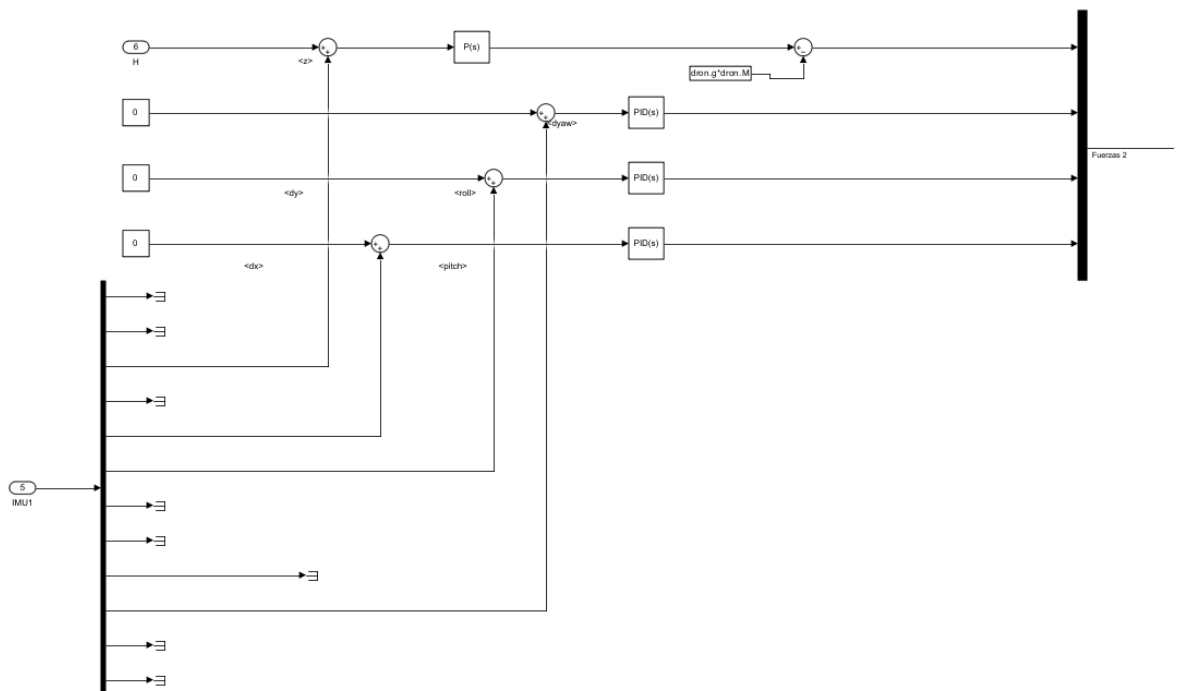 6
H
<z>
P(s)
dron.g*dron.M
0
<dyaw>
PID(s)
Fuerzas 2
0
<dy>
<roll>
PID(s)
0
<dx>
<pitch>
PID(s)
5
IMU1